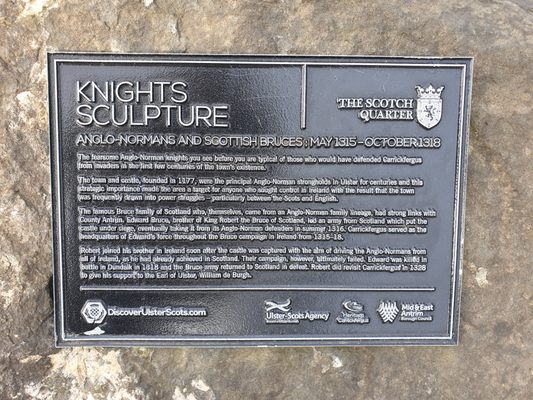 KNIGHTS
SCULPTURE
THE SCOTCH
QUARTER
ANGLO-NORMANS AND SCOTTISH BRUCES : MAY 1315 – OCTOBER 1318
The fearsome Anglo-Norman knights you see before you are typical of those who would have defended Carrickfergus
from invaders in the first few centuries of the town's existence.
The town and castle, founded in 1177, were the principal Anglo-Norman strongholds in Ulster for centuries and this
strategic importance made the area a target for anyone who sought control in Ireland with the result that the town
was frequently drawn into power struggles – particularly between the Scots and English.
The famous Bruce family of Scotland who, themselves, came from an Anglo-Norman family lineage, had strong links with
County Antrim. Edward Bruce, brother of King Robert the Bruce of Scotland, led an army from Scotland which put the
castle under siege, eventually taking it from its Anglo-Norman defenders in summer 1316. Carrickfergus served as the
headquarters of Edward's force throughout the Bruce campaign in Ireland from 1315-18.
Robert joined his brother in Ireland soon after the castle was captured with the aim of driving the Anglo-Normans from
all of Ireland, as he had already achieved in Scotland. Their campaign, however, ultimately failed. Edward was killed in
battle in Dundalk in 1318 and the Bruce army returned to Scotland in defeat. Robert did revisit Carrickfergus in 1328
to give his support to the Earl of Ulster, William de Burgh.
DiscoverUlsterScots.com
Ulster-Scots Agency
Carrickfergus
Mid & East
Antrim
Borough Council